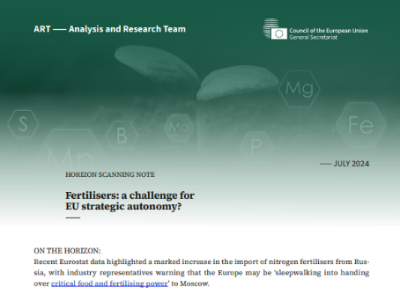 ART — Analysis and Research Team
Council of the European Union
General Secretariat
S
B
Mo
Mn
P
Mg
Fe
— JULY 2024
HORIZON SCANNING NOTE
Fertilisers: a challenge for
EU strategic autonomy?
ON THE HORIZON:
Recent Eurostat data highlighted a marked increase in the import of nitrogen fertilisers from Rus-
sia, with industry representatives warning that the Europe may be ‘sleepwalking into handing
over critical food and fertilising power’ to Moscow.